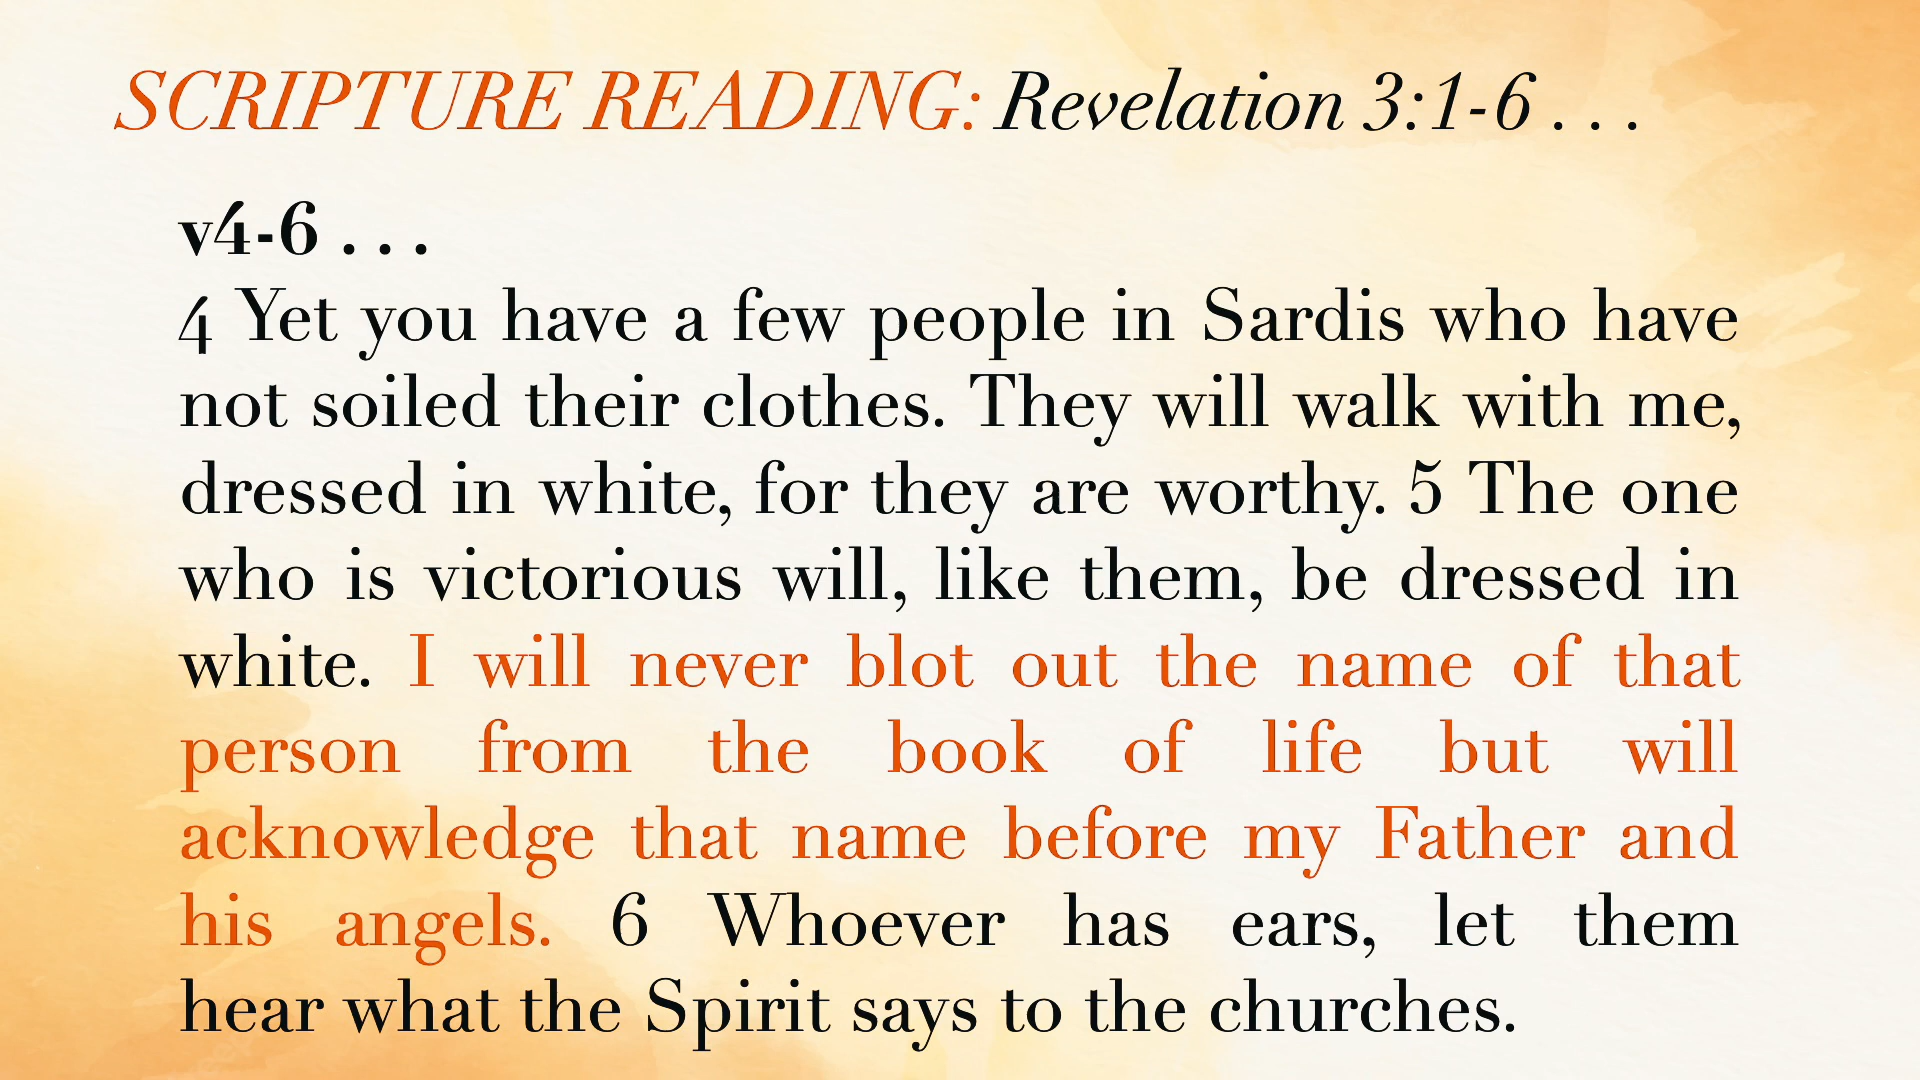 SCRIPTURE READING: Revelation 3:1-6 . . .
v4-6 . . .
4 Yet you have a few people in Sardis who have
not soiled their clothes. They will walk with me,
dressed in white, for they are worthy. 5 The one
who is victorious will, like them, be dressed in
white. I will never blot out the name of that
person from the book of life but will
acknowledge that name before my Father and
his angels. 6 Whoever has ears, let them
hear what the Spirit says to the churches.